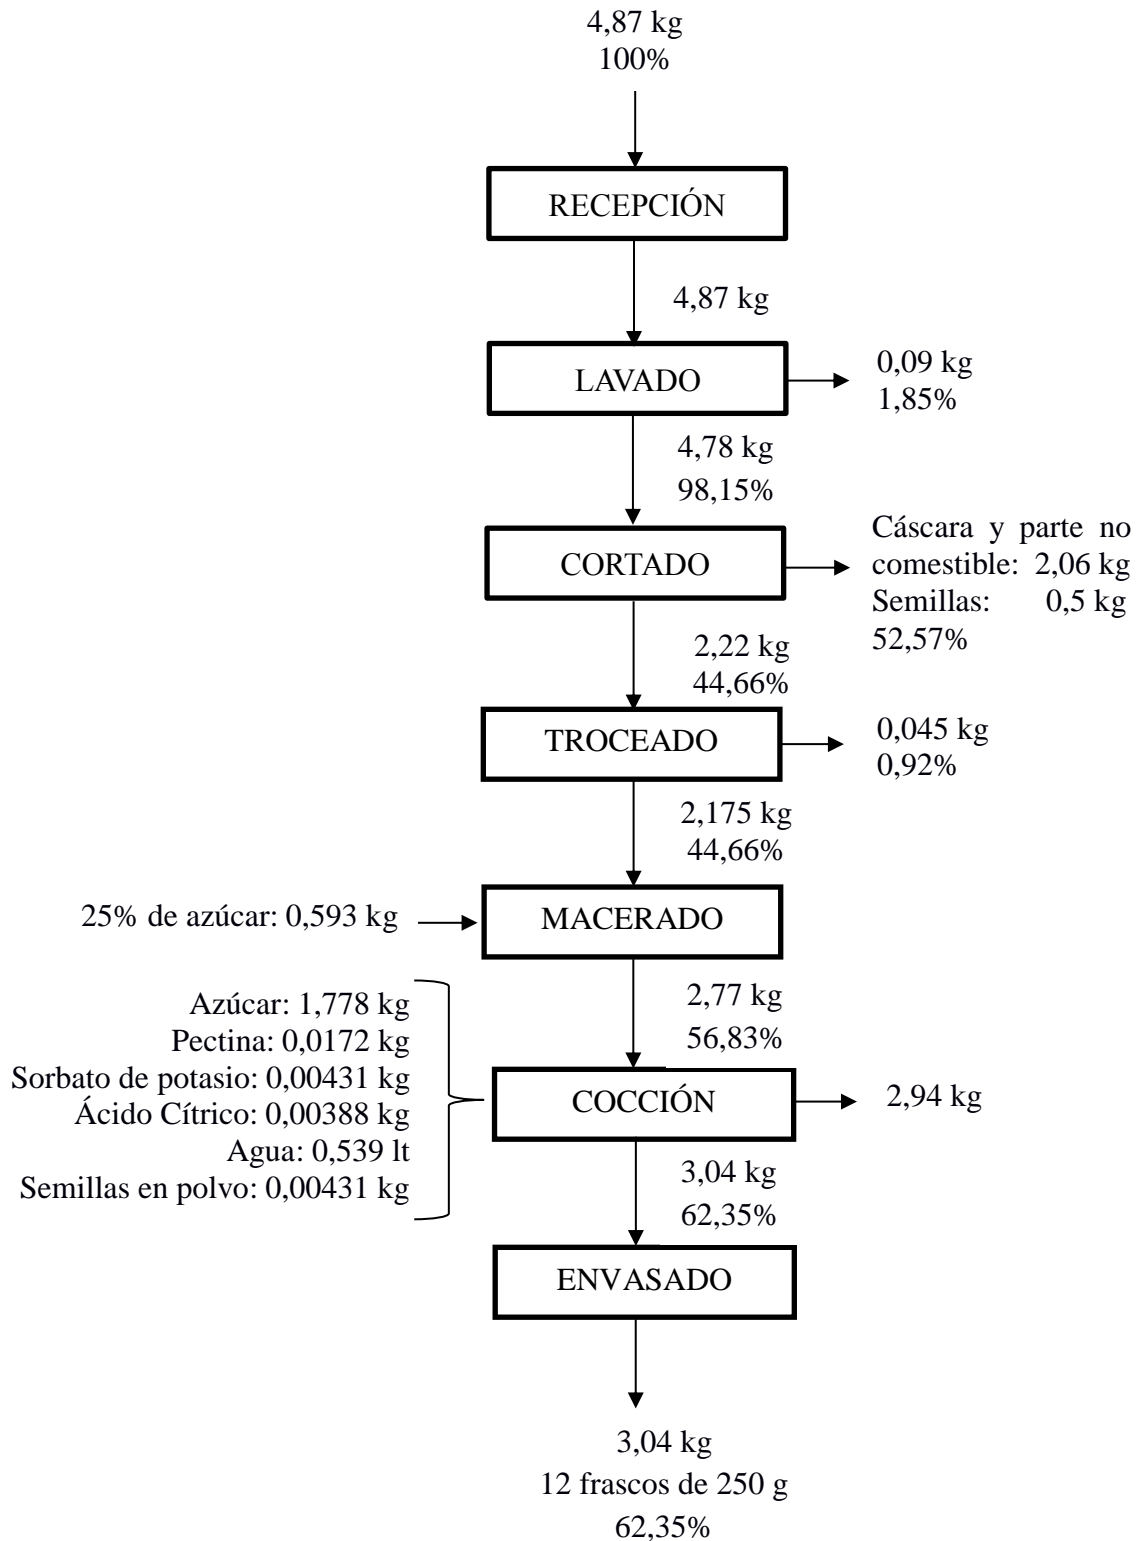 4,87 kg
100%
RECEPCIÓN
4,87 kg
LAVADO
0,09 kg
1,85%
4,78 kg
98,15%
CORTADO
Cáscara y parte no
comestible: 2,06 kg
Semillas: 0,5 kg
52,57%
2,22 kg
44,66%
TROCEADO
0,045 kg
0,92%
2,175 kg
44,66%
25% de azúcar: 0,593 kg
MACERADO
2,77 kg
56,83%
Azúcar: 1,778 kg
Pectina: 0,0172 kg
Sorbato de potasio: 0,00431 kg
Ácido Cítrico: 0,00388 kg
Agua: 0,539 lt
Semillas en polvo: 0,00431 kg
COCCIÓN
2,94 kg
3,04 kg
62,35%
ENVASADO
3,04 kg
12 frascos de 250 g
62,35%